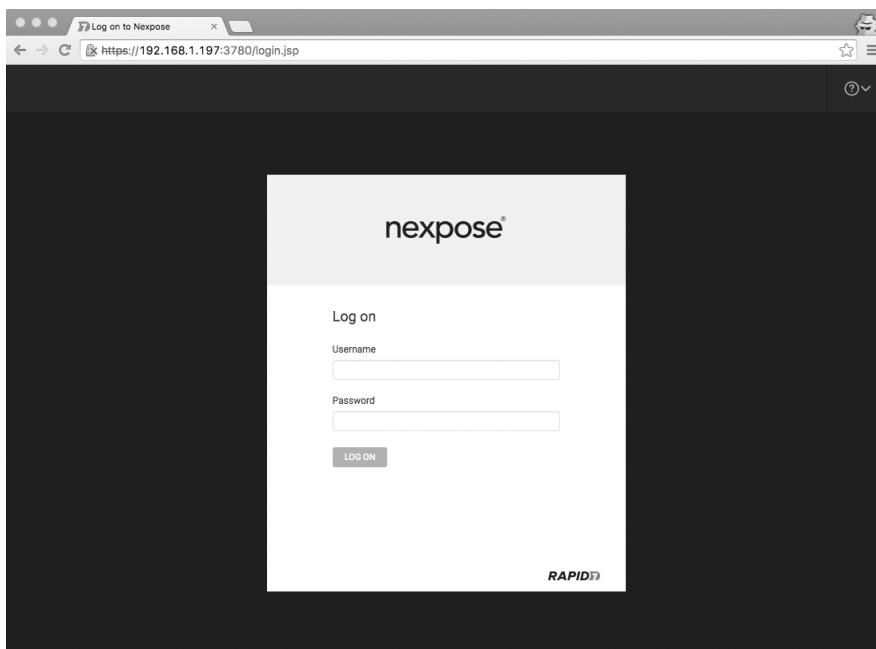 Log on to Nexpose
https://192.168.1.197:3780/login.jsp
nexpose®
Log on
Username
Password
LOG ON
RAPID7